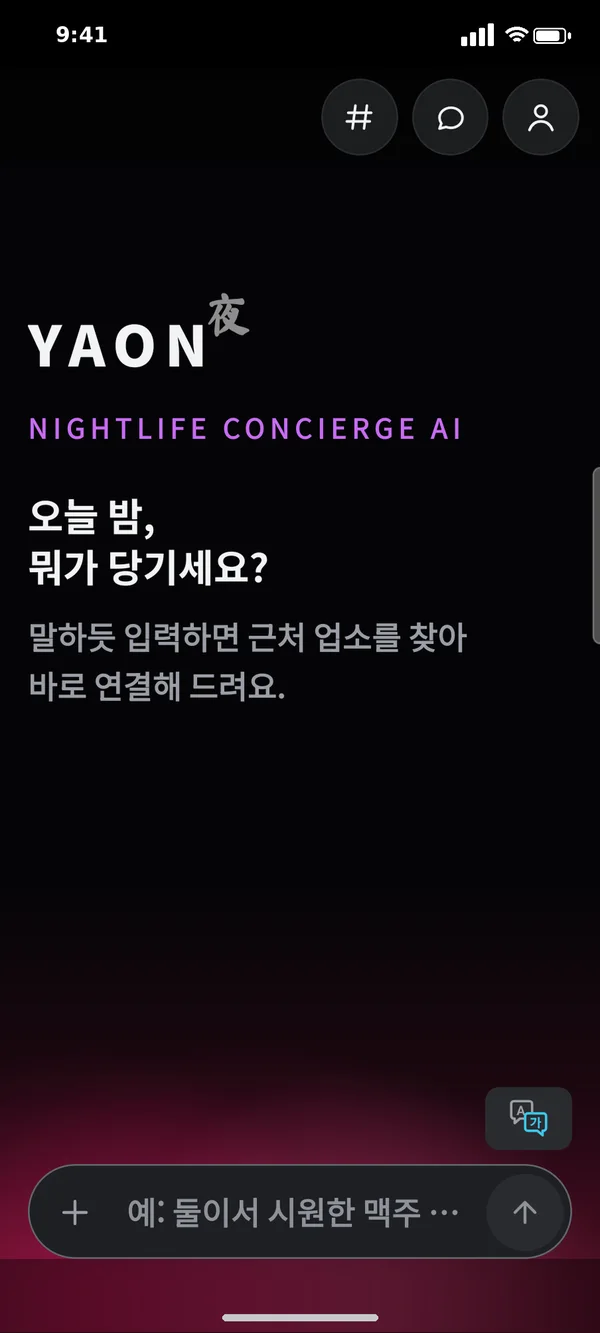 9:41
YAON夜
NIGHTLIFE CONCIERGE AI
오늘 밤,
뭐가 당기세요?
말하듯 입력하면 근처 업소를 찾아
바로 연결해 드려요.
A 가
예: 둘이서 시원한 맥주 ···